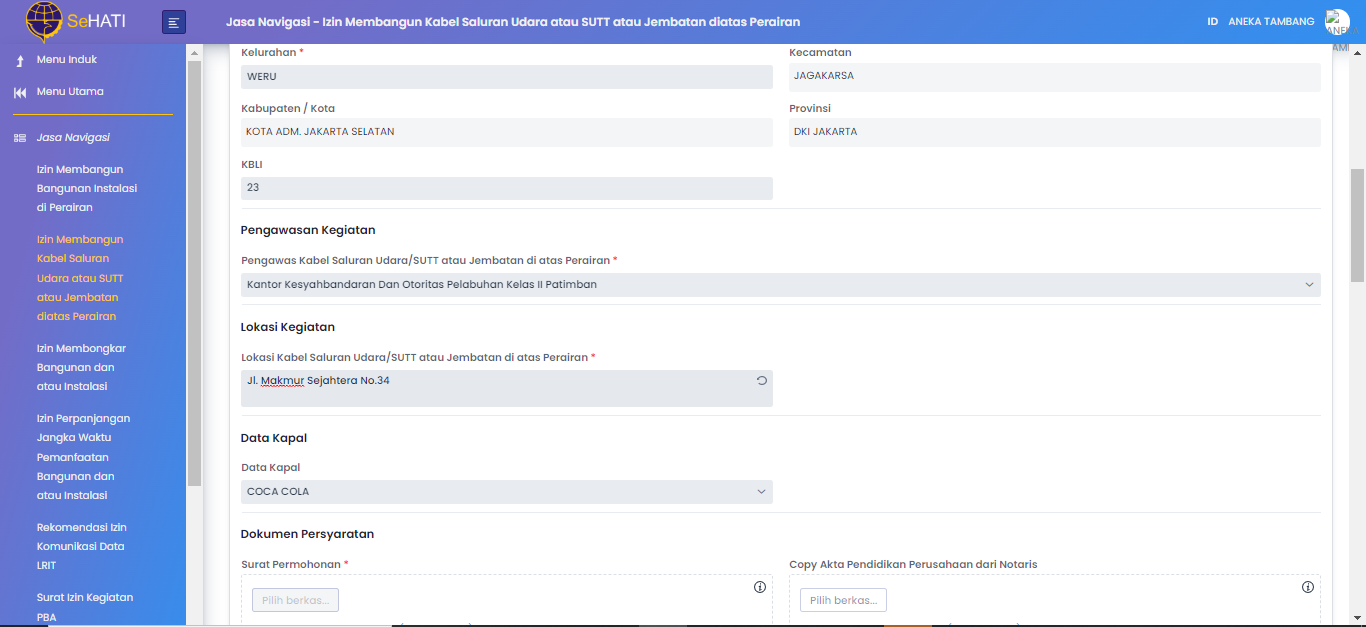 SeHATI
Jasa Navigasi - Izin Membangun Kabel Saluran Udara atau SUTT atau Jembatan diatas Perairan
ID ANEKA TAMBANG
Menu Induk
Menu Utama
Jasa Navigasi
Izin Membangun
Bangunan Instalasi
di Perairan
Izin Membangun
Kabel Saluran
Udara atau SUTT
atau Jembatan
diatas Perairan
Izin Membongkar
Bangunan dan
atau Instalasi
Izin Perpanjangan
Jangka Waktu
Pemanfaatan
Bangunan dan
atau Instalasi
Rekomendasi Izin
Komunikasi Data
LRIT
Surat Izin Kegiatan
PBA
Kelurahan *
WERU
Kecamatan
JAGAKARSA
Kabupaten / Kota
KOTA ADM. JAKARTA SELATAN
Provinsi
DKI JAKARTA
KBLI
23
Pengawasan Kegiatan
Pengawas Kabel Saluran Udara/SUTT atau Jembatan di atas Perairan *
Kantor Kesyahbandaran Dan Otoritas Pelabuhan Kelas II Patimban
Lokasi Kegiatan
Lokasi Kabel Saluran Udara/SUTT atau Jembatan di atas Perairan *
Jl. Makmur Sejahtera No.34
Data Kapal
Data Kapal
COCA COLA
Dokumen Persyaratan
Surat Permohonan *
Pilih berkas...
Copy Akta Pendidikan Perusahaan dari Notaris
Pilih berkas...